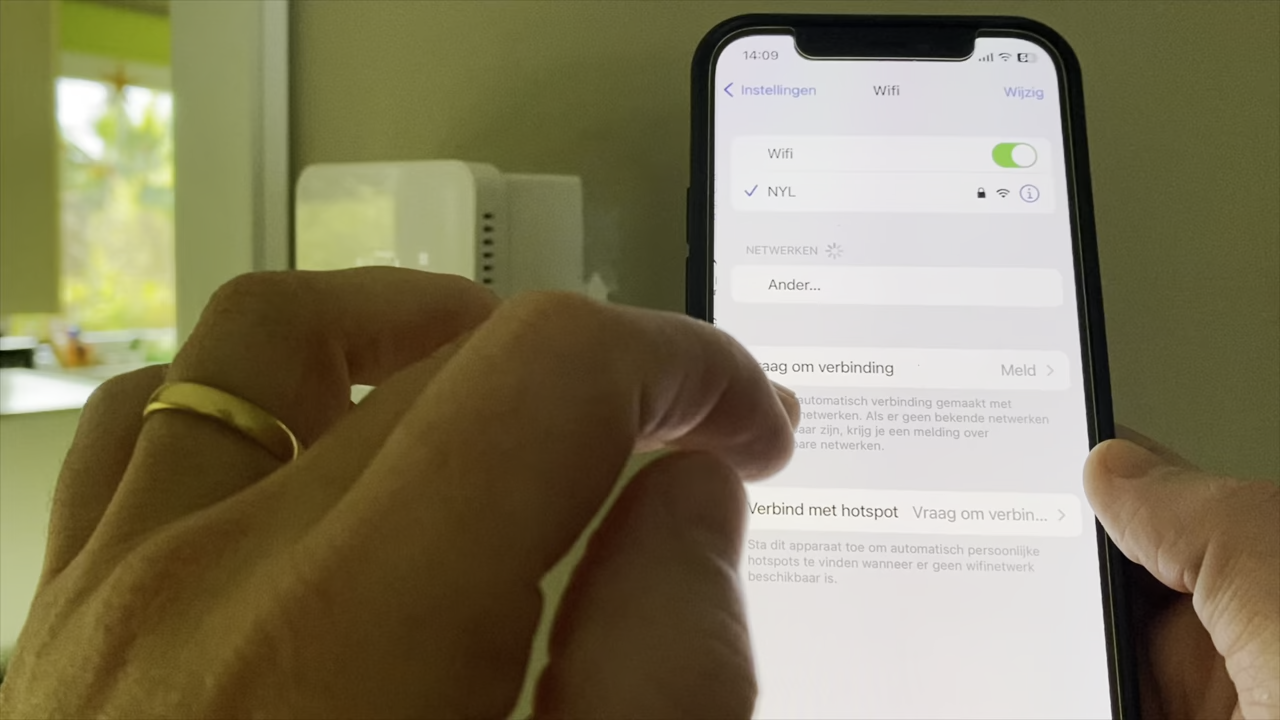 14:09
Instellingen
Wifi
Wijzig
Wifi
NYL
NETWERKEN
Ander...
raag om verbinding
Meld
automatisch verbinding gemaakt met
netwerken. Als er geen bekende netwerken
aar zijn, krijg je een melding over
are netwerken.
Verbind met hotspot
Vraag om verbin...
Sta dit apparaat toe om automatisch persoonlijke
hotspots te vinden wanneer er geen wifinetwerk
beschikbaar is.